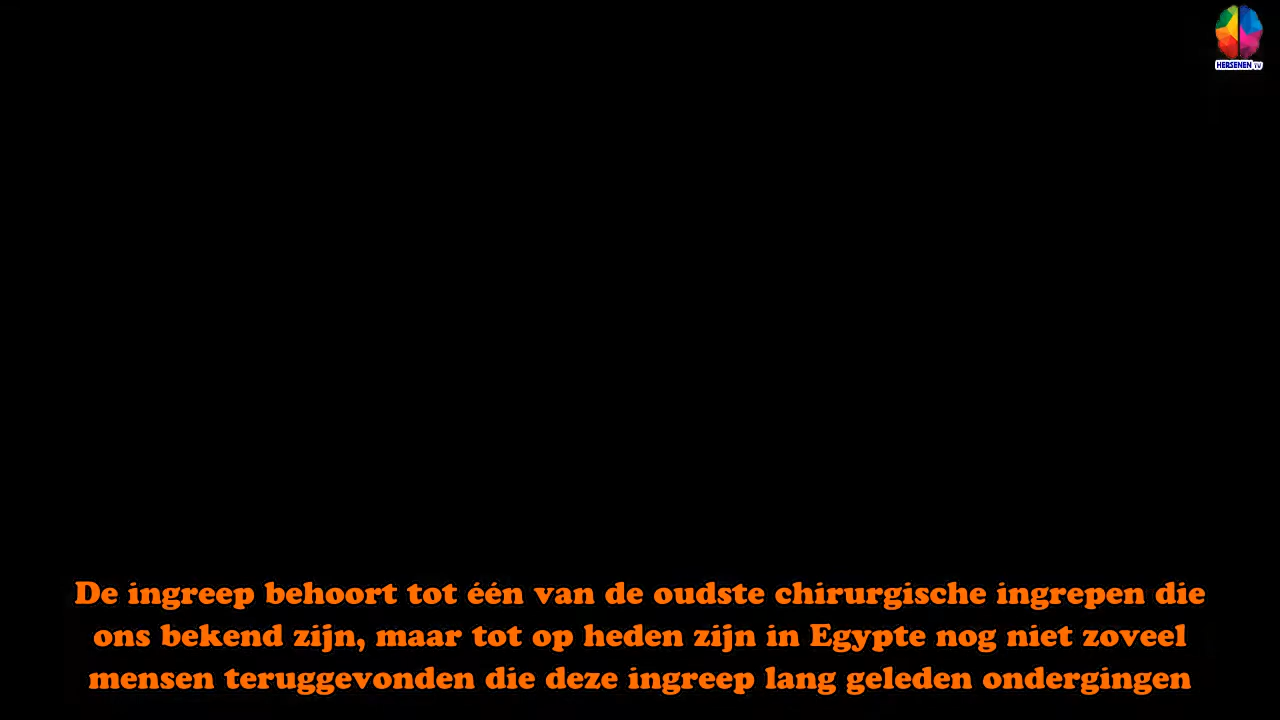 HERSENEN TV
De ingreep behoort tot één van de oudste chirurgische ingrepen die
ons bekend zijn, maar tot op heden zijn in Egypte nog niet zoveel
mensen teruggevonden die deze ingreep lang geleden ondergingen